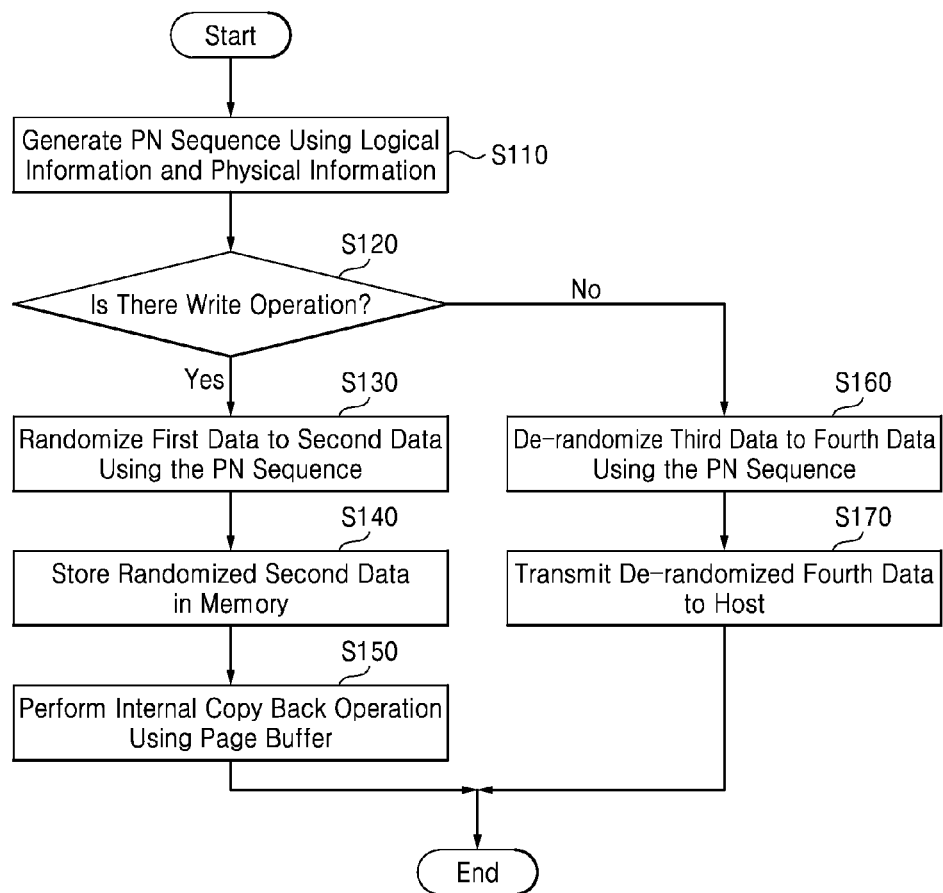 Start
Generate PN Sequence Using Logical
Information and Physical Information
S110
S120
Is There Write Operation?
No
Yes
S130
Randomize First Data to Second Data
Using the PN Sequence
S140
Store Randomized Second Data
in Memory
S150
Perform Internal Copy Back Operation
Using Page Buffer
S160
De-randomize Third Data to Fourth Data
Using the PN Sequence
S170
Transmit De-randomized Fourth Data
to Host
End